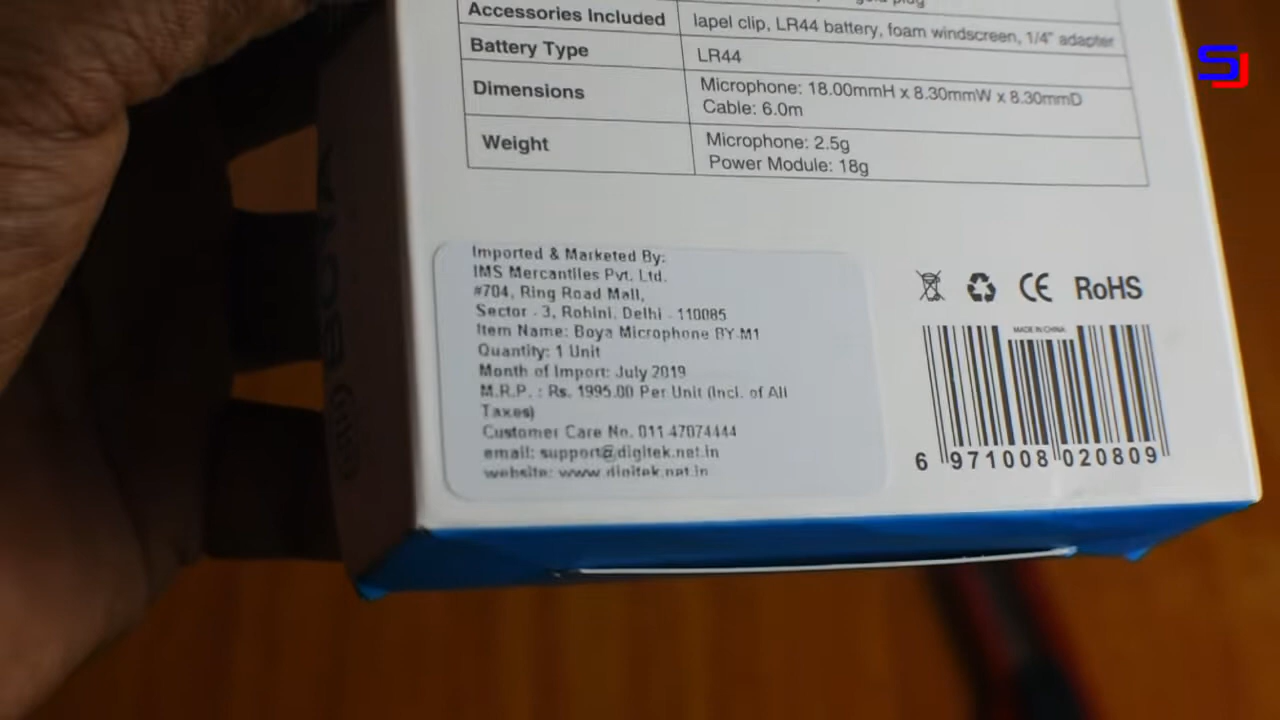 plug
Accessories Included lapel clip, LR44 battery, foam windscreen, 1/4" adapter
Battery Type LR44
Dimensions Microphone: 18.00mmH x 8.30mmW x 8.30mmD
Cable: 6.0m
Weight Microphone: 2.5g
Power Module: 18g
Imported & Marketed By:
IMS Mercantiles Pvt. Ltd.
#704, Ring Road Mall,
Sector - 3, Rohini, Delhi - 110085
Item Name: Boya Microphone BY-M1
Quantity: 1 Unit
Month of Import: July 2019
M.R.P. : Rs. 1995.00 Per Unit (Incl. of All
Taxes)
Customer Care No. 011 47074444
email: support@digitek.net.in
website: www.digitek.net.in
CE RoHS
MADE IN CHINA
6 971008 020809
SJ